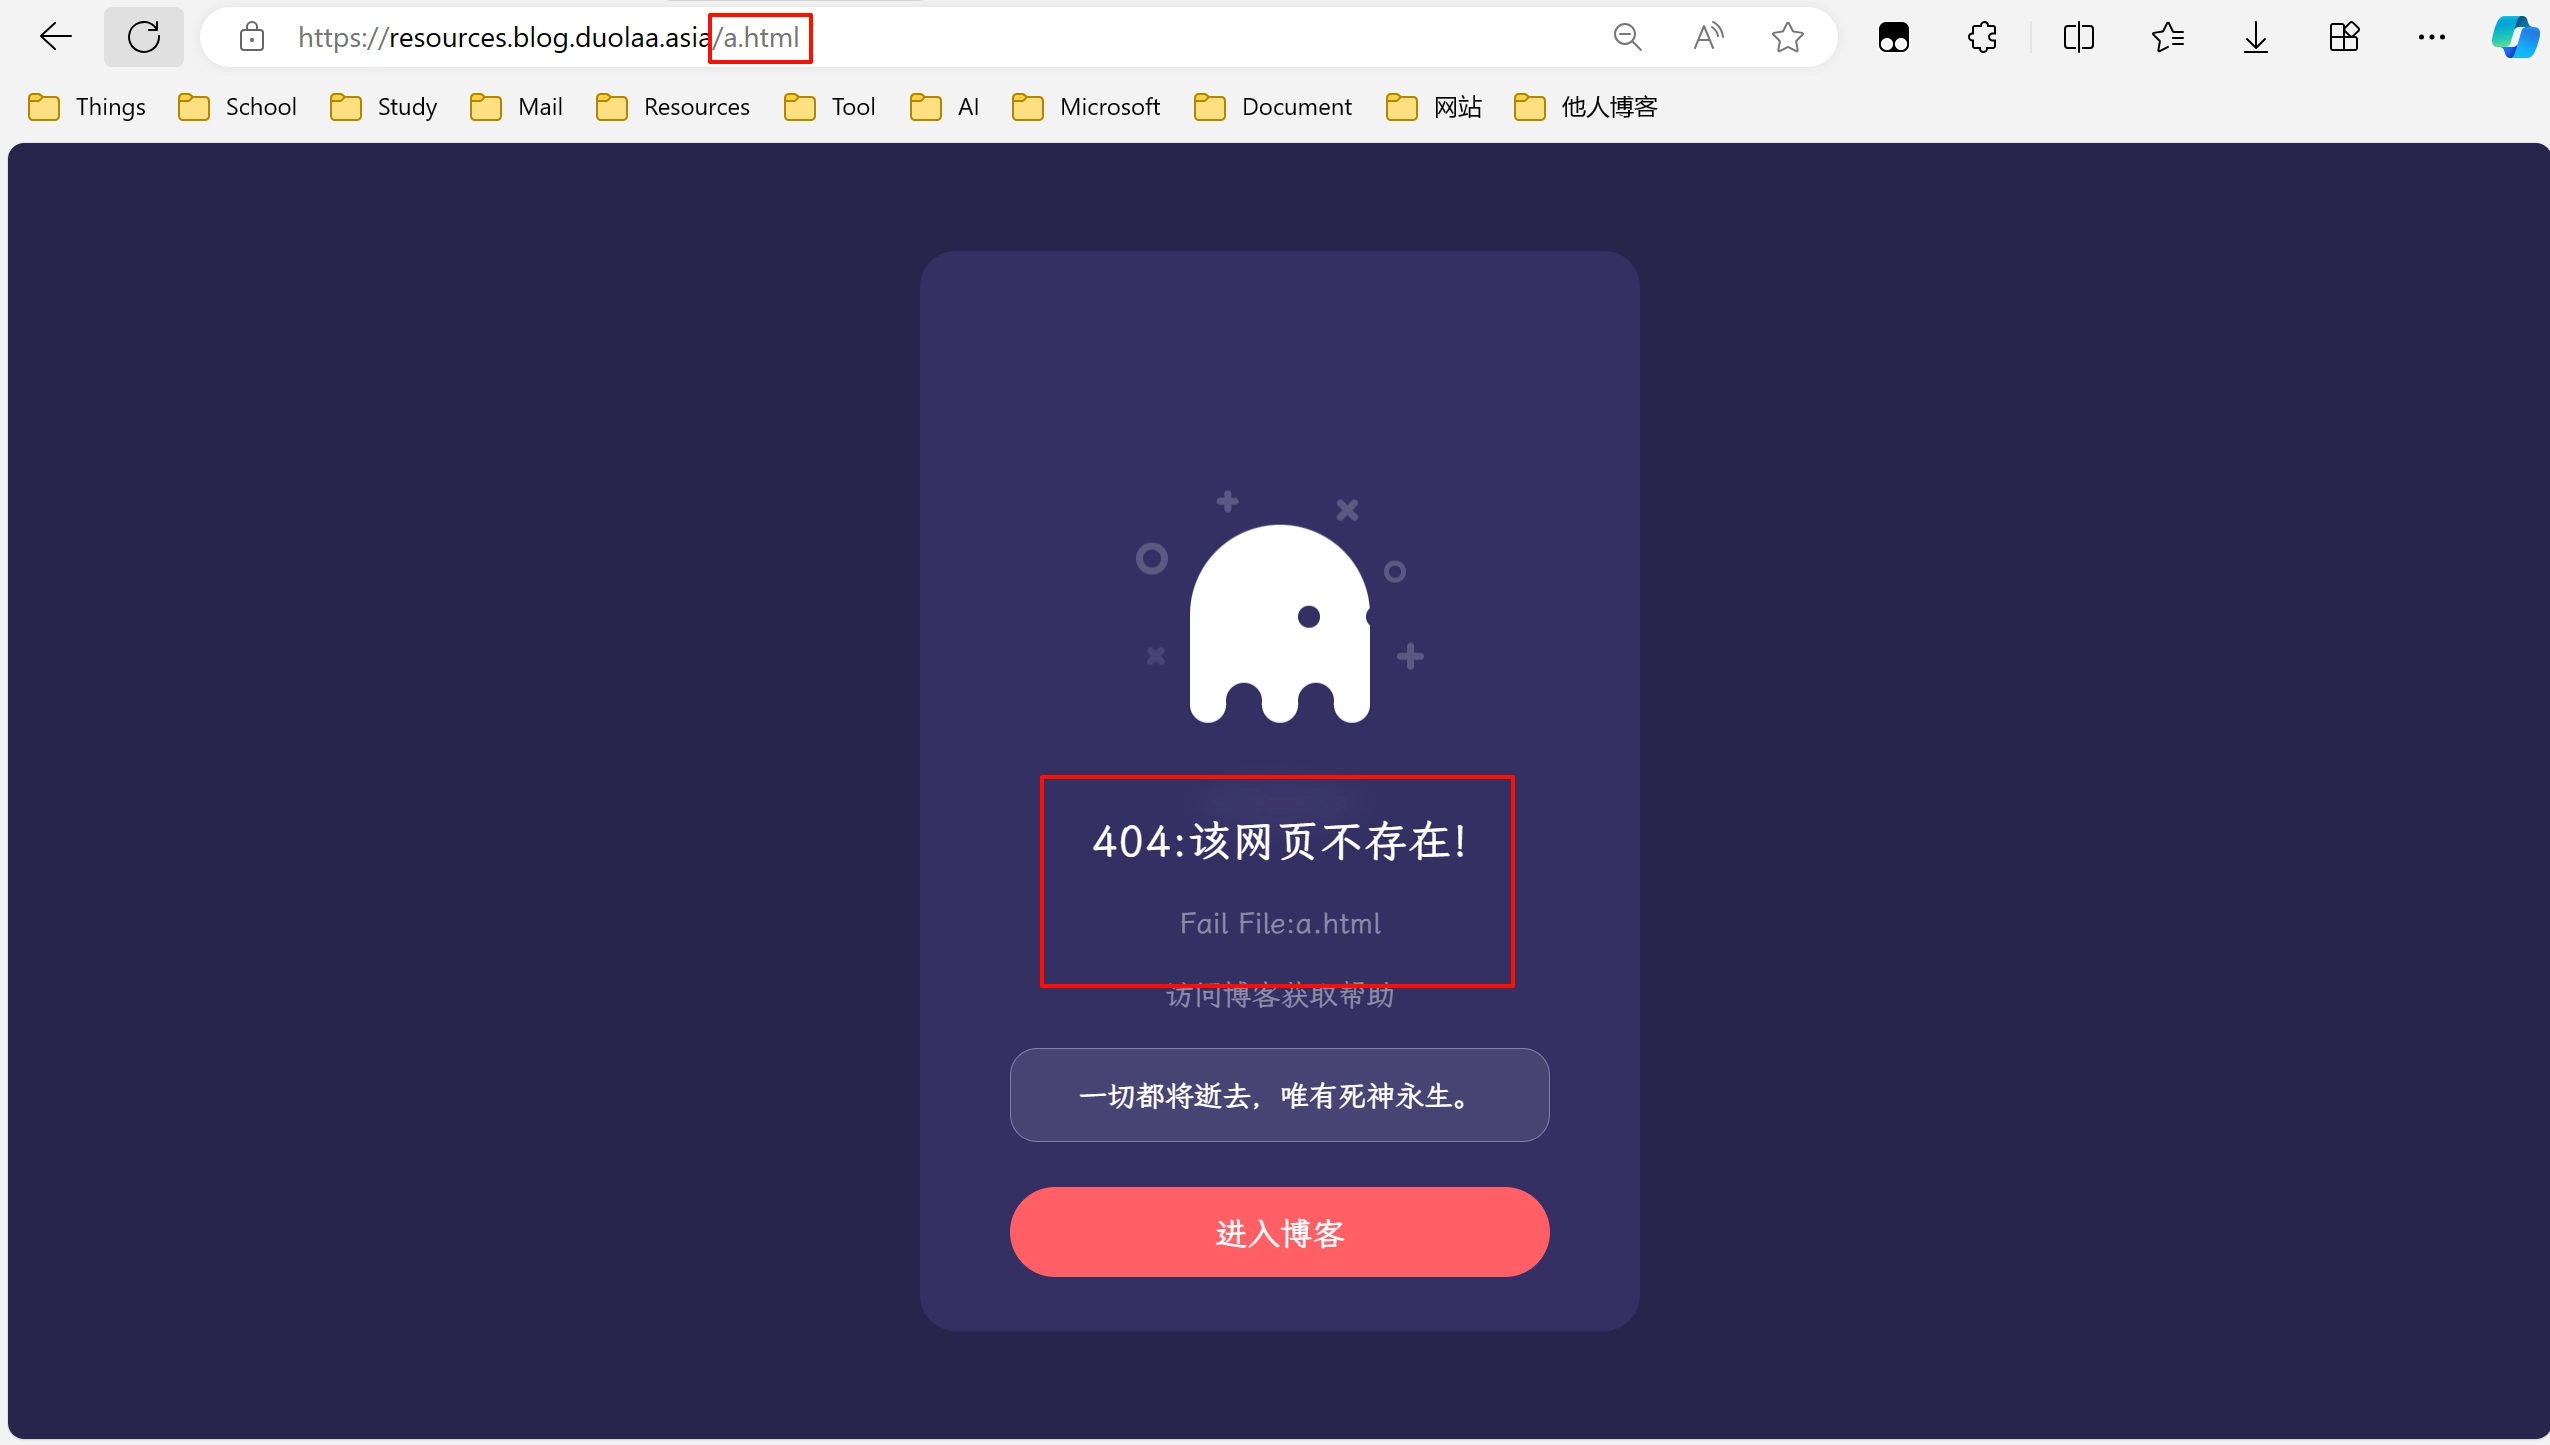 https://resources.blog.duolaa.asia/a.html
Things School Study Mail Resources Tool AI Microsoft Document 网站 他人博客
404:该网页不存在!
Fail File:a.html
访问博客获取帮助
一切都将逝去，唯有死神永生。
进入博客